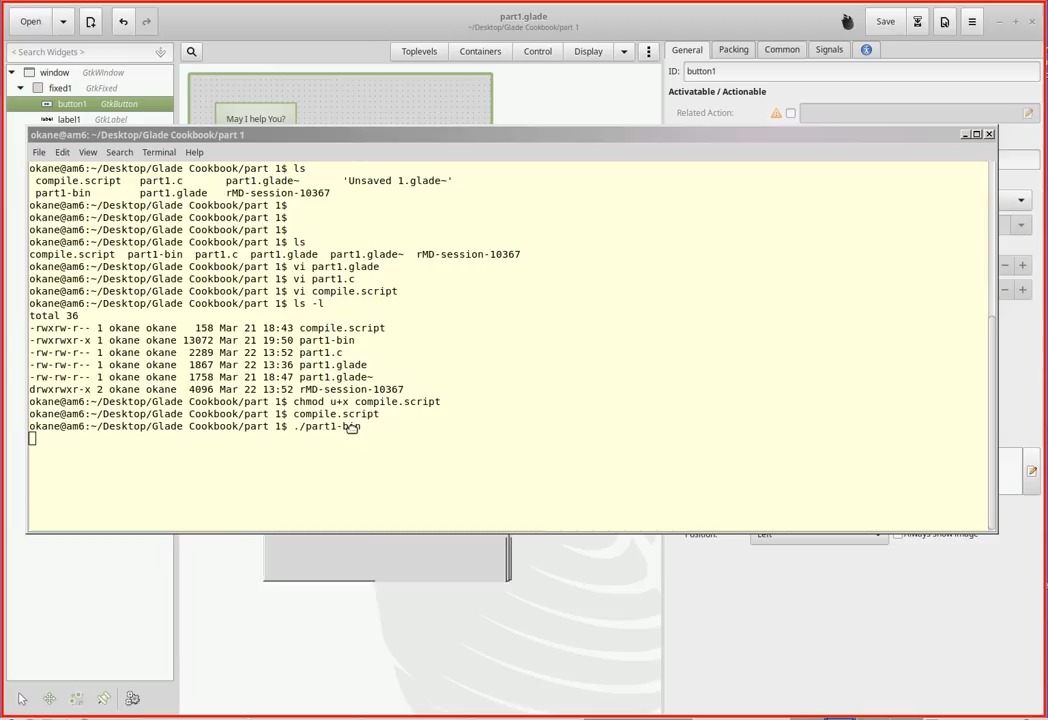 part1.glade
Open
~/Desktop/Glade Cookbook/part 1
Save
< Search Widgets >
Toplevels
Containers
Control
Display
General
Packing
Common
Signals
window GtkWindow
ID:
button1
fixed1 GtkFixed
Activatable / Actionable
button1 GtkButton
Related Action:
label1 GtkLabel
May I help You?
okane@am6: ~/Desktop/Glade Cookbook/part 1
File Edit View Search Terminal Help
okane@am6:~/Desktop/Glade Cookbook/part 1$ ls
compile.script part1.c part1.glade~ 'Unsaved 1.glade~'
part1-bin part1.glade rMD-session-10367
okane@am6:~/Desktop/Glade Cookbook/part 1$
okane@am6:~/Desktop/Glade Cookbook/part 1$
okane@am6:~/Desktop/Glade Cookbook/part 1$
okane@am6:~/Desktop/Glade Cookbook/part 1$ ls
compile.script part1-bin part1.c part1.glade part1.glade~ rMD-session-10367
okane@am6:~/Desktop/Glade Cookbook/part 1$ vi part1.glade
okane@am6:~/Desktop/Glade Cookbook/part 1$ vi part1.c
okane@am6:~/Desktop/Glade Cookbook/part 1$ vi compile.script
okane@am6:~/Desktop/Glade Cookbook/part 1$ ls -l
total 36
-rwxrw-r-- 1 okane okane 158 Mar 21 18:43 compile.script
-rwxrwxr-x 1 okane okane 13072 Mar 21 19:50 part1-bin
-rw-rw-r-- 1 okane okane 2289 Mar 22 13:52 part1.c
-rw-rw-r-- 1 okane okane 1867 Mar 22 13:36 part1.glade
-rw-rw-r-- 1 okane okane 1758 Mar 21 18:47 part1.glade~
drwxrwxr-x 2 okane okane 4096 Mar 22 13:52 rMD-session-10367
okane@am6:~/Desktop/Glade Cookbook/part 1$ chmod u+x compile.script
okane@am6:~/Desktop/Glade Cookbook/part 1$ compile.script
okane@am6:~/Desktop/Glade Cookbook/part 1$ ./part1-bin
Position:
Left
Always show image